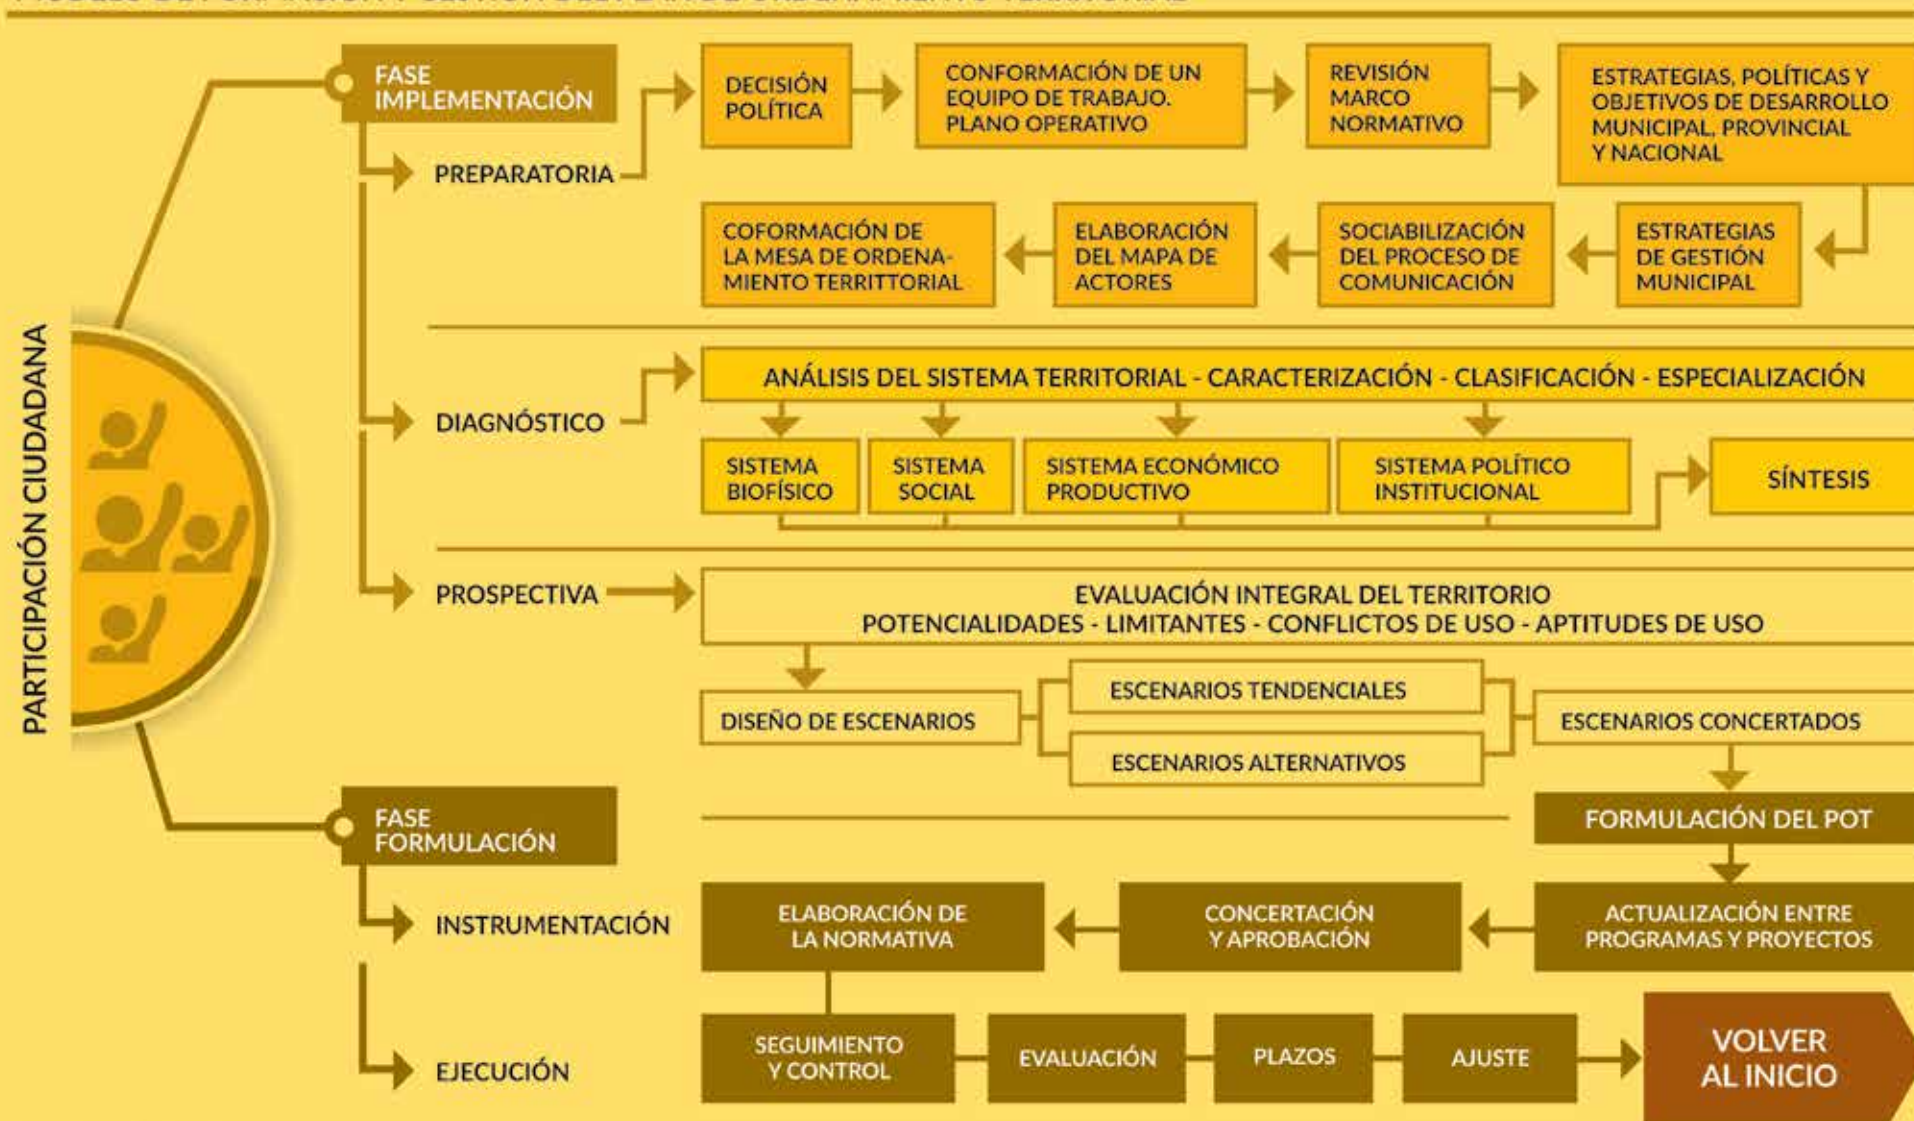 PARTICIPACIÓN CIUDADANA
FASE
IMPLEMENTACIÓN
PREPARATORIA
DECISIÓN
POLÍTICA
CONFORMACIÓN DE UN
EQUIPO DE TRABAJO.
PLANO OPERATIVO
REVISIÓN
MARCO
NORMATIVO
ESTRATEGIAS, POLÍTICAS Y
OBJETIVOS DE DESARROLLO
MUNICIPAL, PROVINCIAL
Y NACIONAL
ESTRATEGIAS
DE GESTIÓN
MUNICIPAL
SOCIABILIZACIÓN
DEL PROCESO DE
COMUNICACIÓN
ELABORACIÓN
DEL MAPA DE
ACTORES
COFORMACIÓN DE
LA MESA DE ORDENA-
MIENTO TERRITTORIAL
DIAGNÓSTICO
ANÁLISIS DEL SISTEMA TERRITORIAL - CARACTERIZACIÓN - CLASIFICACIÓN - ESPECIALIZACIÓN
SISTEMA
BIOFÍSICO
SISTEMA
SOCIAL
SISTEMA ECONÓMICO
PRODUCTIVO
SISTEMA POLÍTICO
INSTITUCIONAL
SÍNTESIS
PROSPECTIVA
EVALUACIÓN INTEGRAL DEL TERRITORIO
POTENCIALIDADES - LIMITANTES - CONFLICTOS DE USO - APTITUDES DE USO
DISEÑO DE ESCENARIOS
ESCENARIOS TENDENCIALES
ESCENARIOS ALTERNATIVOS
ESCENARIOS CONCERTADOS
FASE
FORMULACIÓN
FORMULACIÓN DEL POT
INSTRUMENTACIÓN
ACTUALIZACIÓN ENTRE
PROGRAMAS Y PROYECTOS
CONCERTACIÓN
Y APROBACIÓN
ELABORACIÓN DE
LA NORMATIVA
EJECUCIÓN
SEGUIMIENTO
Y CONTROL
EVALUACIÓN
PLAZOS
AJUSTE
VOLVER
AL INICIO